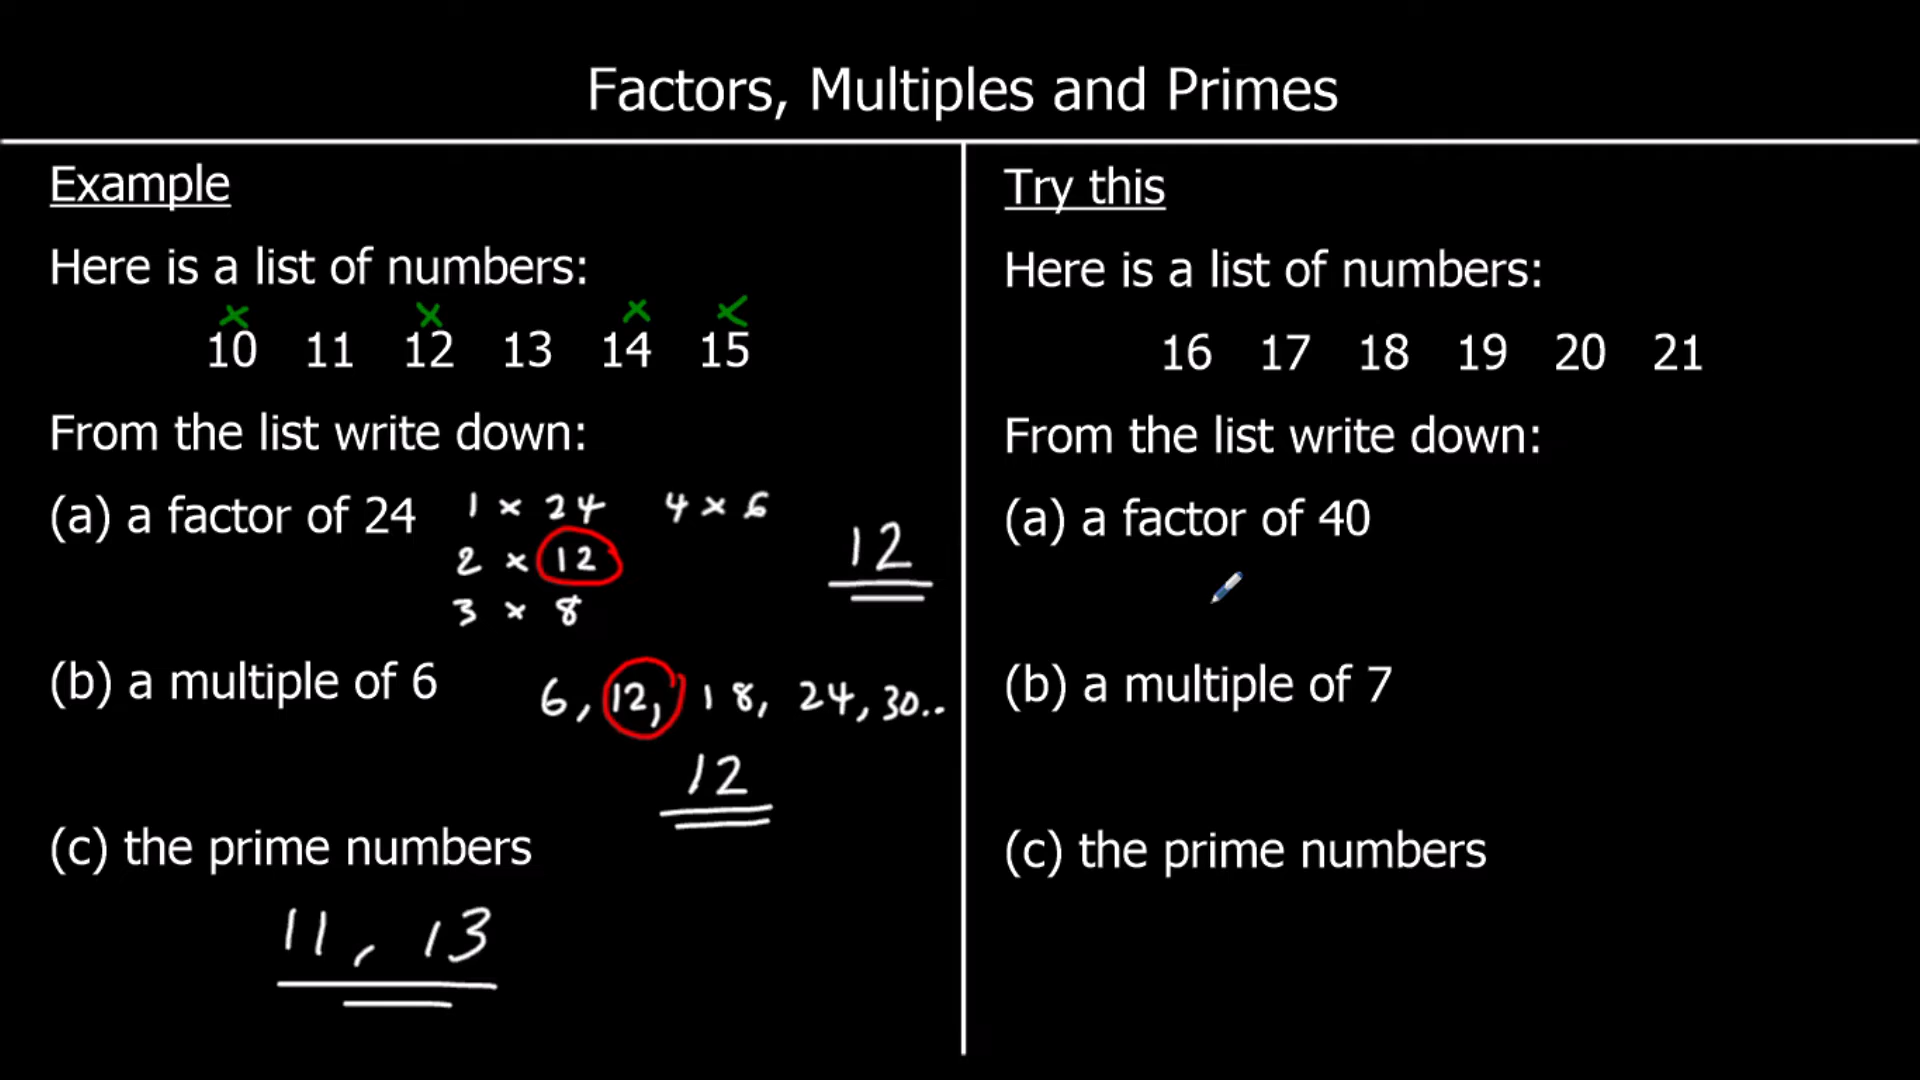 Factors, Multiples and Primes
Example
Here is a list of numbers:
× × × ×
10 11 12 13 14 15
From the list write down:
(a) a factor of 24
1 × 24 4 × 6
2 × 12
3 × 8
12
(b) a multiple of 6
6, 12, 18, 24, 30..
12
(c) the prime numbers
11, 13
Try this
Here is a list of numbers:
16 17 18 19 20 21
From the list write down:
(a) a factor of 40
(b) a multiple of 7
(c) the prime numbers